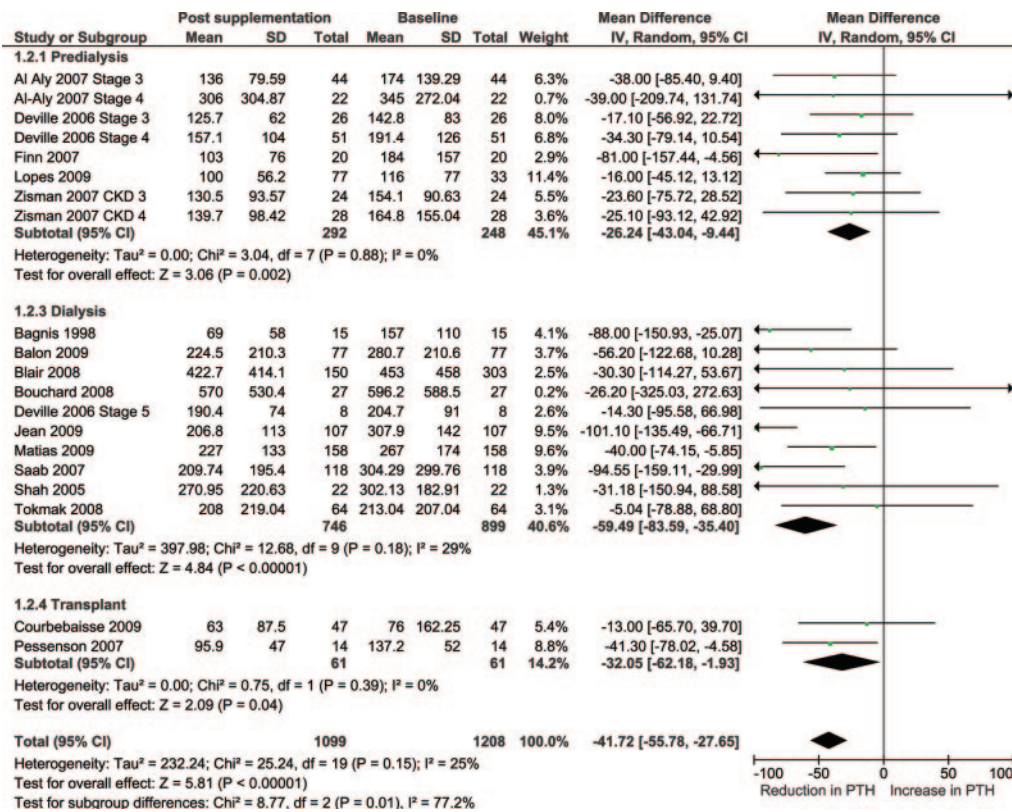 Post supplementation Baseline Mean Difference Mean Difference
Study or Subgroup Mean SD Total Mean SD Total Weight IV, Random, 95% CI IV, Random, 95% CI
1.2.1 Predialysis
Al Aly 2007 Stage 3 136 79.59 44 174 139.29 44 6.3% -38.00 [-85.40, 9.40]
Al-Aly 2007 Stage 4 306 304.87 22 345 272.04 22 0.7% -39.00 [-209.74, 131.74]
Deville 2006 Stage 3 125.7 62 26 142.8 83 26 8.0% -17.10 [-56.92, 22.72]
Deville 2006 Stage 4 157.1 104 51 191.4 126 51 6.8% -34.30 [-79.14, 10.54]
Finn 2007 103 76 20 184 157 20 2.9% -81.00 [-157.44, -4.56]
Lopes 2009 100 56.2 77 116 77 33 11.4% -16.00 [-45.12, 13.12]
Zisman 2007 CKD 3 130.5 93.57 24 154.1 90.63 24 5.5% -23.60 [-75.72, 28.52]
Zisman 2007 CKD 4 139.7 98.42 28 164.8 155.04 28 3.6% -25.10 [-93.12, 42.92]
Subtotal (95% CI) 292 248 45.1% -26.24 [-43.04, -9.44]
Heterogeneity: Tau² = 0.00; Chi² = 3.04, df = 7 (P = 0.88); I² = 0%
Test for overall effect: Z = 3.06 (P = 0.002)
1.2.3 Dialysis
Bagnis 1998 69 58 15 157 110 15 4.1% -88.00 [-150.93, -25.07]
Balon 2009 224.5 210.3 77 280.7 210.6 77 3.7% -56.20 [-122.68, 10.28]
Blair 2008 422.7 414.1 150 453 458 303 2.4% -30.30 [-114.27, 53.67]
Bouchard 2008 570 530.4 27 596.2 588.5 27 0.2% -26.20 [-325.03, 272.63]
Deville 2006 Stage 5 190.4 74 8 204.7 91 8 2.6% -14.30 [-95.58, 66.98]
Jean 2009 206.8 113 107 307.9 142 107 9.5% -101.10 [-135.49, -66.71]
Matias 2009 227 133 158 267 174 158 9.6% -40.00 [-74.15, -5.85]
Saab 2007 209.74 195.4 118 304.29 299.76 118 3.9% -94.55 [-159.11, -29.99]
Shah 2005 270.95 220.63 22 302.13 182.91 22 1.3% -31.18 [-150.94, 88.58]
Tokmak 2008 208 219.04 64 213.04 207.04 64 3.1% -5.04 [-78.88, 68.80]
Subtotal (95% CI) 746 899 40.6% -59.49 [-83.59, -35.40]
Heterogeneity: Tau² = 397.98; Chi² = 12.68, df = 9 (P = 0.18); I² = 29%
Test for overall effect: Z = 4.84 (P < 0.00001)
1.2.4 Transplant
Courbebaisse 2009 63 87.5 47 76 162.25 47 5.4% -13.00 [-65.70, 39.70]
Pessenson 2007 95.9 47 14 137.2 52 14 8.8% -41.30 [-78.02, -4.58]
Subtotal (95% CI) 61 61 14.2% -32.05 [-62.18, -1.93]
Heterogeneity: Tau² = 0.00; Chi² = 0.75, df = 1 (P = 0.39); I² = 0%
Test for overall effect: Z = 2.09 (P = 0.04)
Total (95% CI) 1099 1208 100.0% -41.72 [-55.78, -27.65]
Heterogeneity: Tau² = 232.24; Chi² = 25.24, df = 19 (P = 0.15); I² = 25%
Test for overall effect: Z = 5.81 (P < 0.00001)
Test for subgroup differences: Chi² = 8.77, df = 2 (P = 0.01), I² = 77.2%
-100 -50 0 50 100
Reduction in PTH Increase in PTH